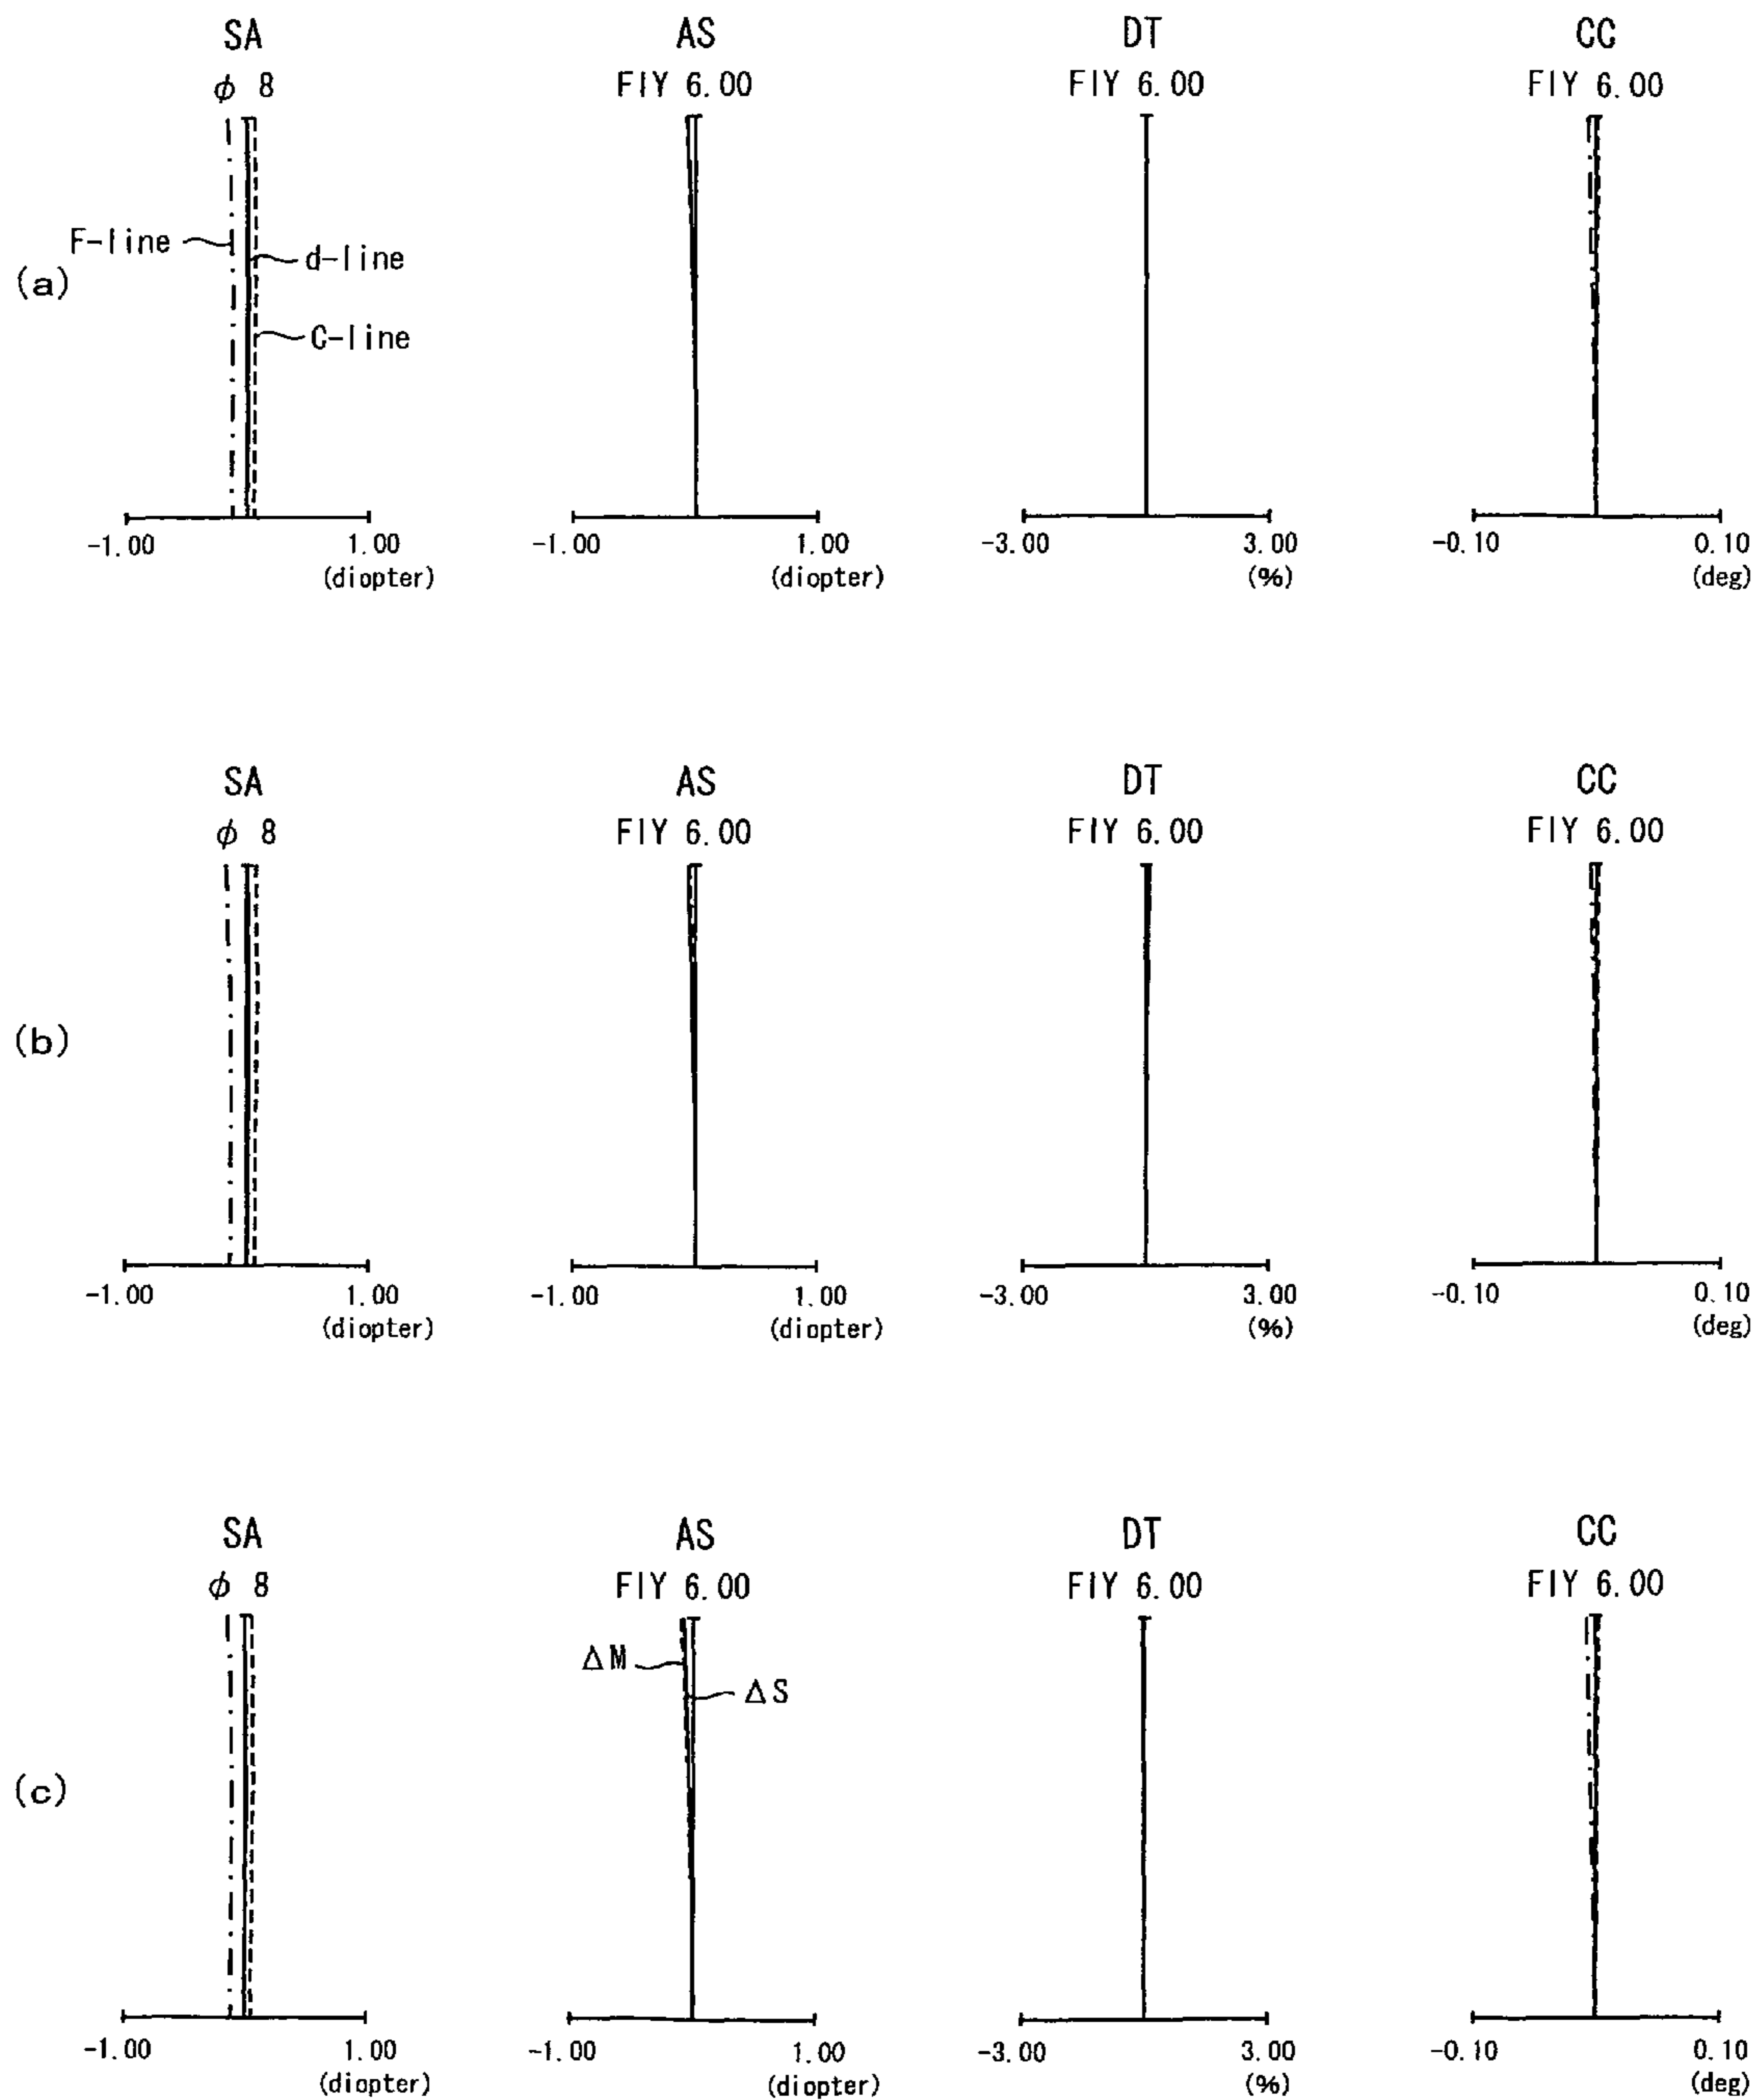 SA AS DT CC
φ 8 FIY 6.00 FIY 6.00 FIY 6.00
F-line
d-line
(a)
C-line
-1.00 1.00 -1.00 1.00 -3.00 3.00 -0.10 0.10
(diopter) (diopter) (%) (deg)
SA AS DT CC
φ 8 FIY 6.00 FIY 6.00 FIY 6.00
(b)
-1.00 1.00 -1.00 1.00 -3.00 3.00 -0.10 0.10
(diopter) (diopter) (%) (deg)
SA AS DT CC
φ 8 FIY 6.00 FIY 6.00 FIY 6.00
ΔM
ΔS
(c)
-1.00 1.00 -1.00 1.00 -3.00 3.00 -0.10 0.10
(diopter) (diopter) (%) (deg)